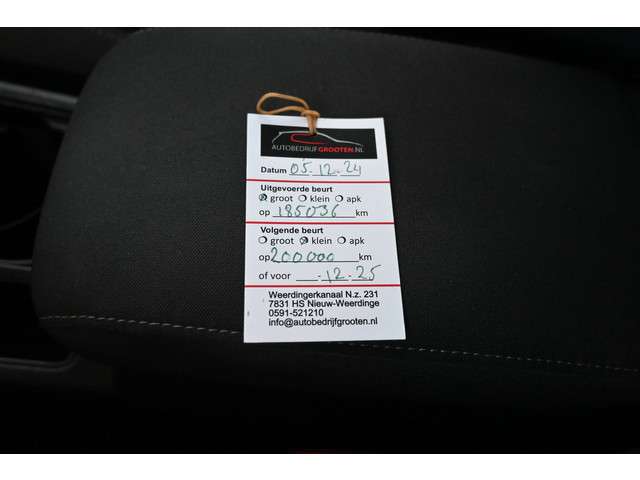 AUTOBEDRIJFGROOTEN.NL
Datum 05.12.24
Uitgevoerde beurt
groot klein apk
op 185036 km
Volgende beurt
groot klein apk
op 200000 km
of voor __.12.25
Weerdingerkanaal N.z. 231
7831 HS Nieuw-Weerdinge
0591-521210
info@autobedrijfgrooten.nl